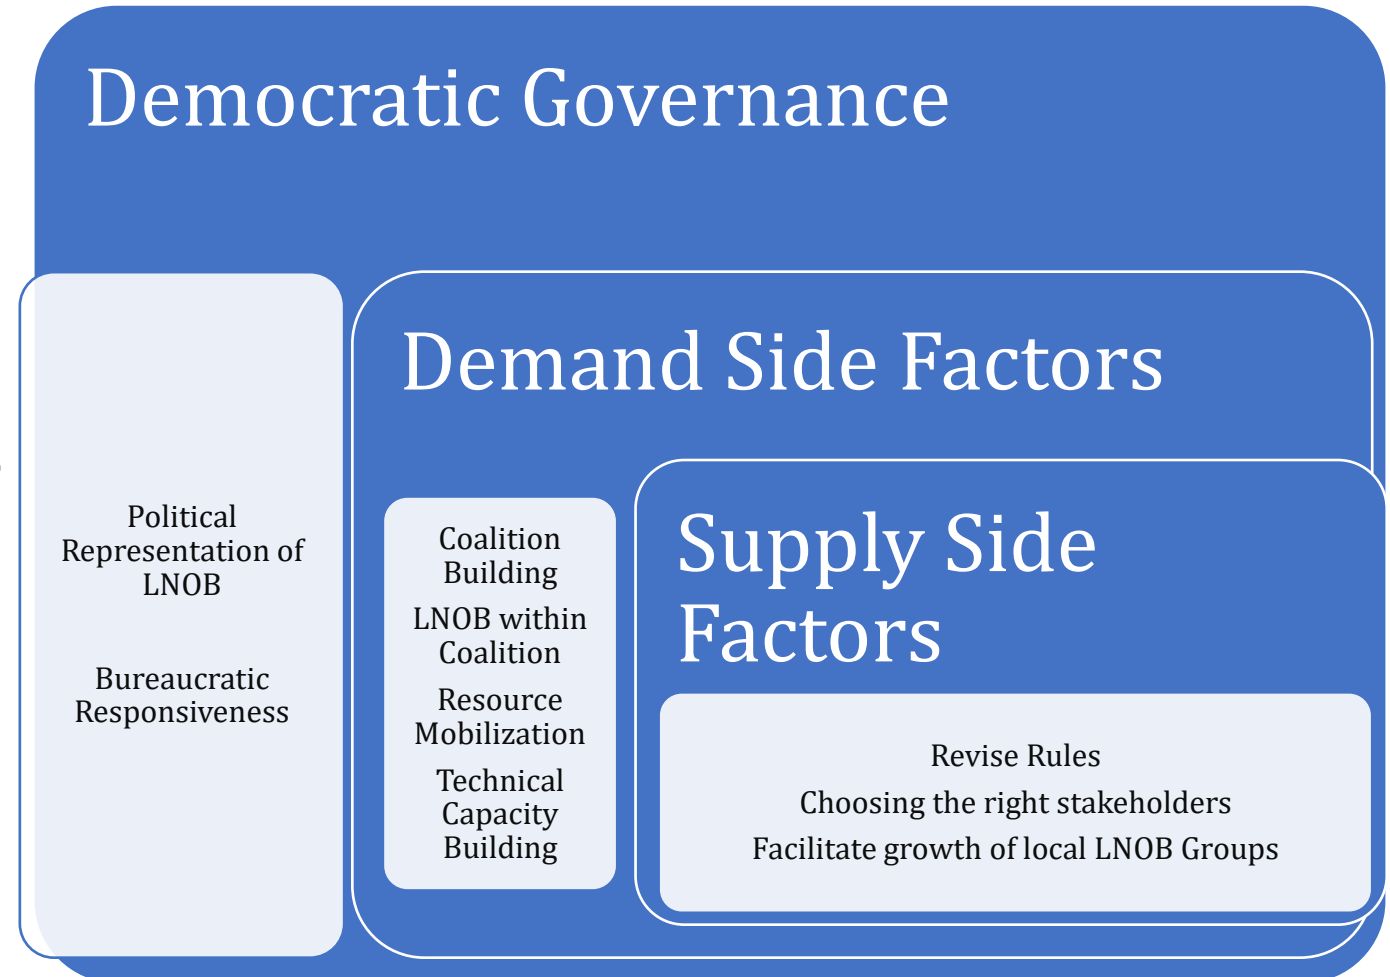 Democratic Governance
Political
Representation of
LNOB
Bureaucratic
Responsiveness
Demand Side Factors
Coalition
Building
LNOB within
Coalition
Resource
Mobilization
Technical
Capacity
Building
Supply Side
Factors
Revise Rules
Choosing the right stakeholders
Facilitate growth of local LNOB Groups